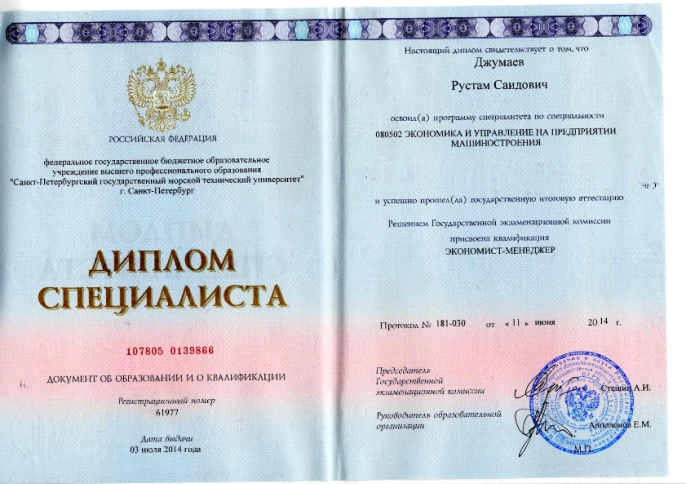 РОССИЙСКАЯ ФЕДЕРАЦИЯ
федеральное государственное бюджетное образовательное
учреждение высшего профессионального образования
"Санкт-Петербургский государственный морской технический университет"
г. Санкт-Петербург
ДИПЛОМ
СПЕЦИАЛИСТА
107805 0139866
ДОКУМЕНТ ОБ ОБРАЗОВАНИИ И О КВАЛИФИКАЦИИ
Регистрационный номер
61977
Дата выдачи
03 июля 2014 года
Настоящий диплом свидетельствует о том, что
Джумаев
Рустам Саидович
освоил(а) программу специалитета по специальности
080502 ЭКОНОМИКА И УПРАВЛЕНИЕ НА ПРЕДПРИЯТИИ
МАШИНОСТРОЕНИЯ
и успешно прошел(ла) государственную итоговую аттестацию
Решением Государственной экзаменационной комиссии
присвоена квалификация
ЭКОНОМИСТ-МЕНЕДЖЕР
Протокол № 181-030 от « 11 » июня 2014 г.
Председатель
Государственной
экзаменационной комиссии
А.И.
Руководитель образовательной
организации
Е.М.
М.П.